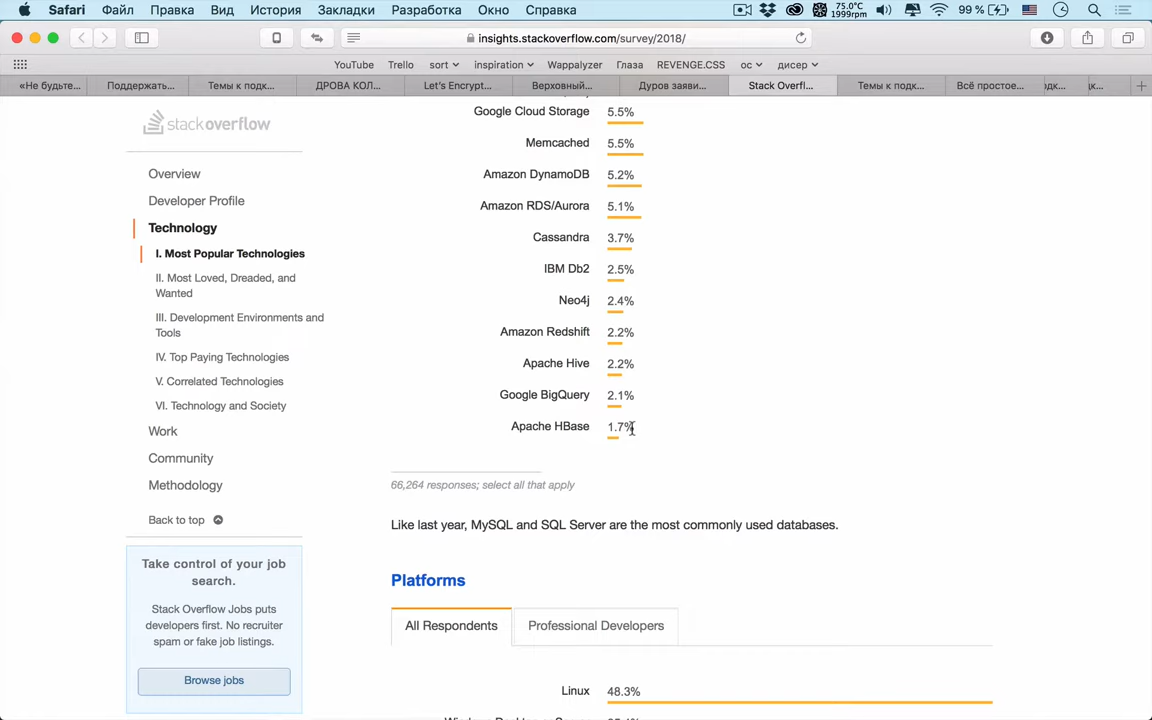 Safari Файл Правка Вид История Закладки Разработка Окно Справка 75.0°C 1999rpm 99 %
insights.stackoverflow.com/survey/2018/
YouTube Trello sort inspiration Wappalyzer Глаза REVENGE.CSS ос дисер
«Не будьте... Поддержать... Темы к подк... ДРОВА КОЛ... Let's Encrypt... Верховный... Дуров заяви... Stack Overfl... Темы к подк... Всё простое...
stackoverflow
Overview
Developer Profile
Technology
I. Most Popular Technologies
II. Most Loved, Dreaded, and
Wanted
III. Development Environments and
Tools
IV. Top Paying Technologies
V. Correlated Technologies
VI. Technology and Society
Work
Community
Methodology
Back to top
Take control of your job
search.
Stack Overflow Jobs puts
developers first. No recruiter
spam or fake job listings.
Browse jobs
Google Cloud Storage 5.5%
Memcached 5.5%
Amazon DynamoDB 5.2%
Amazon RDS/Aurora 5.1%
Cassandra 3.7%
IBM Db2 2.5%
Neo4j 2.4%
Amazon Redshift 2.2%
Apache Hive 2.2%
Google BigQuery 2.1%
Apache HBase 1.7%
66,264 responses; select all that apply
Like last year, MySQL and SQL Server are the most commonly used databases.
Platforms
All Respondents Professional Developers
Linux 48.3%